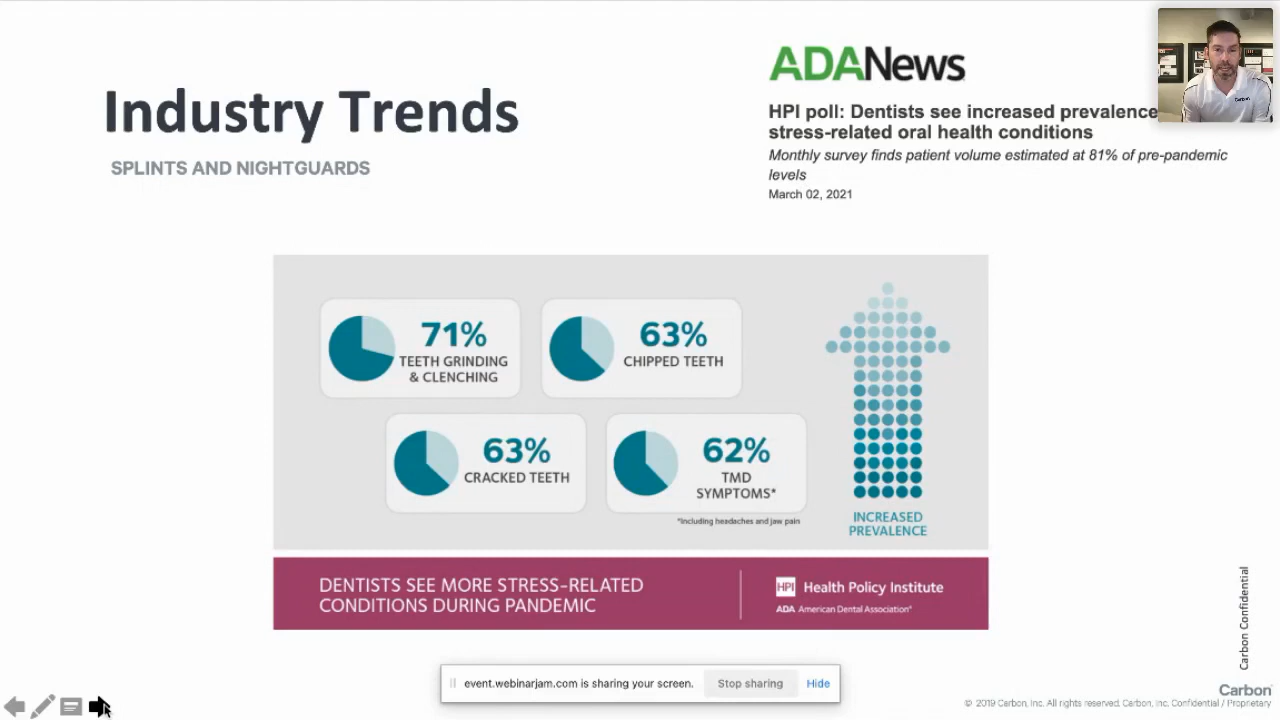 Industry Trends
SPLINTS AND NIGHTGUARDS
ADANews
HPI poll: Dentists see increased prevalence
stress-related oral health conditions
Monthly survey finds patient volume estimated at 81% of pre-pandemic
levels
March 02, 2021
Carbon
71%
TEETH GRINDING
& CLENCHING
63%
CHIPPED TEETH
63%
CRACKED TEETH
62%
TMD
SYMPTOMS*
*Including headaches and jaw pain
INCREASED
PREVALENCE
DENTISTS SEE MORE STRESS-RELATED
CONDITIONS DURING PANDEMIC
HPI Health Policy Institute
ADA American Dental Association®
Carbon Confidential
event.webinarjam.com is sharing your screen.
Stop sharing
Hide
Carbon
© 2019 Carbon, Inc. All rights reserved. Carbon, Inc. Confidential / Proprietary